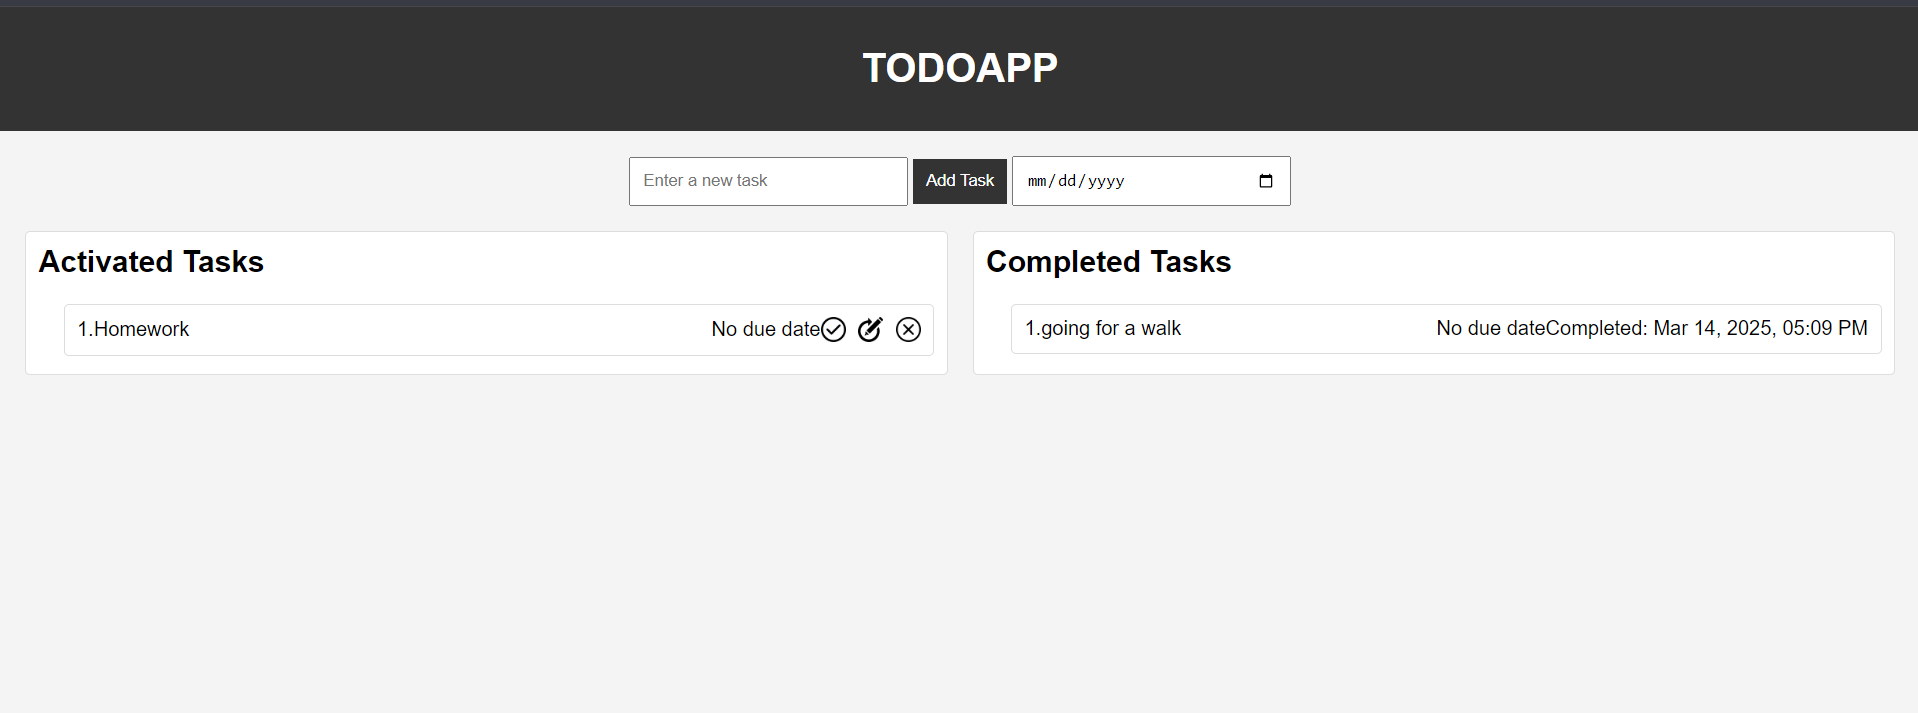 TODOAPP
Enter a new task Add Task mm/dd/yyyy
Activated Tasks
1.Homework No due date
Completed Tasks
1.going for a walk No due dateCompleted: Mar 14, 2025, 05:09 PM